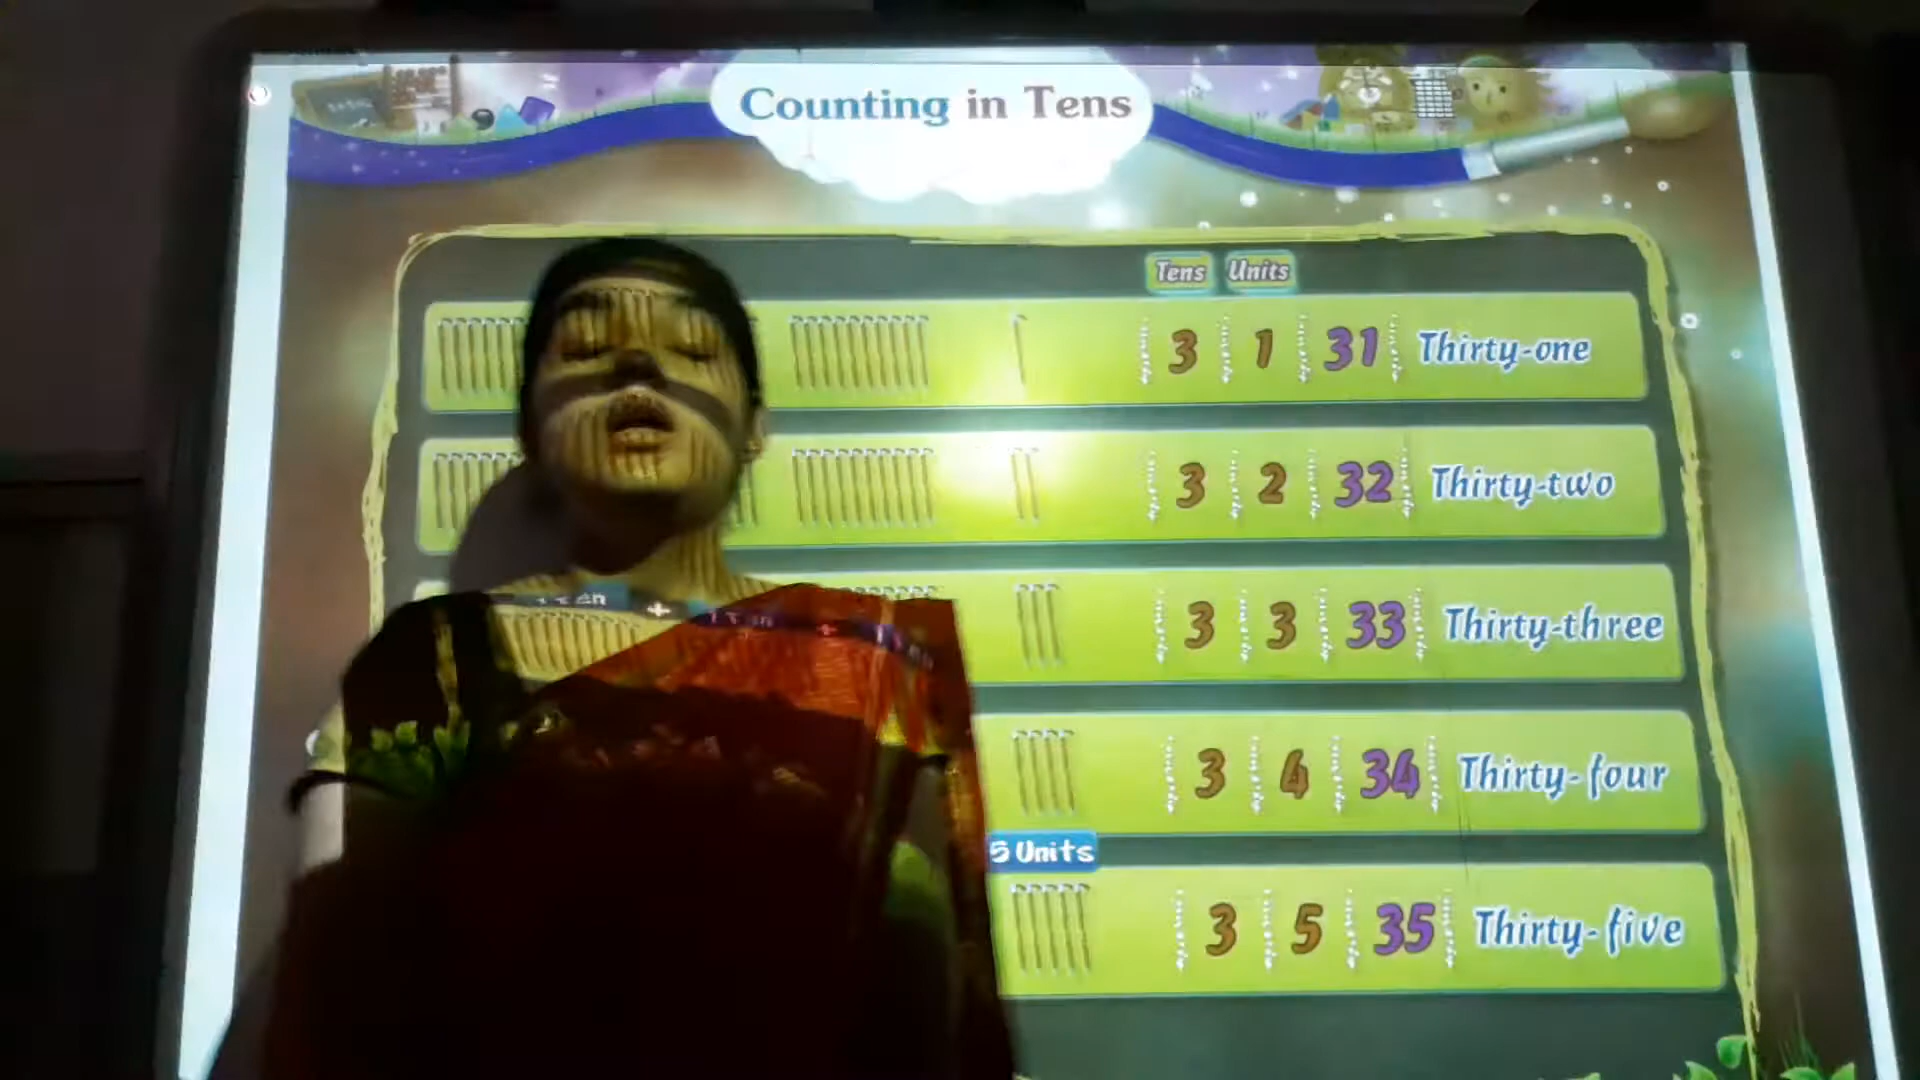 Counting in Tens
Tens Units
3 1 31 Thirty-one
3 2 32 Thirty-two
3 3 33 Thirty-three
3 4 34 Thirty-four
5 Units
3 5 35 Thirty-five